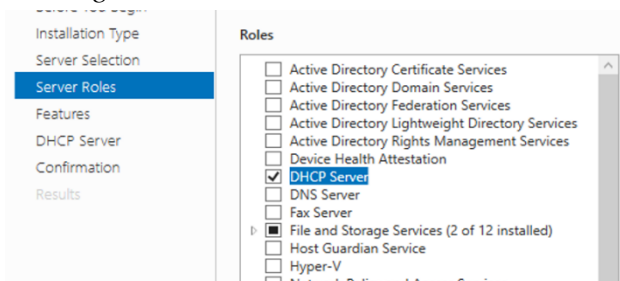 Installation Type
Server Selection
Server Roles
Features
DHCP Server
Confirmation
Results
Roles
Active Directory Certificate Services
Active Directory Domain Services
Active Directory Federation Services
Active Directory Lightweight Directory Services
Active Directory Rights Management Services
Device Health Attestation
DHCP Server
DNS Server
Fax Server
File and Storage Services (2 of 12 installed)
Host Guardian Service
Hyper-V